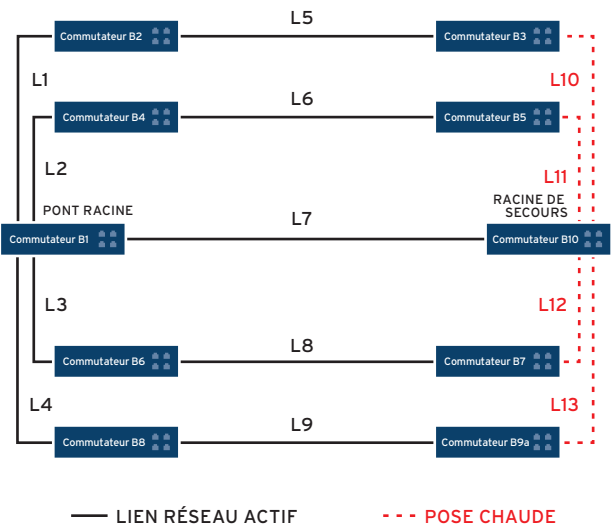 L5
Commutateur B2
Commutateur B3
L1
L10
L6
Commutateur B4
Commutateur B5
L2
L11
PONT RACINE
L7
RACINE DE
SECOURS
Commutateur B1
Commutateur B10
L3
L12
L8
Commutateur B6
Commutateur B7
L4
L13
L9
Commutateur B8
Commutateur B9a
LIEN RÉSEAU ACTIF
POSE CHAUDE